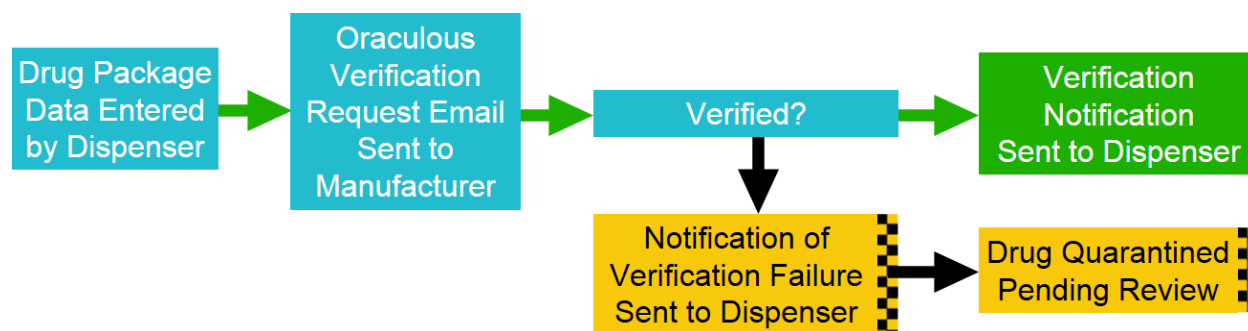 Drug Package
Data Entered
by Dispenser
Oraculous
Verification
Request Email
Sent to
Manufacturer
Verified?
Verification
Notification
Sent to Dispenser
Notification of
Verification Failure
Sent to Dispenser
Drug Quarantined
Pending Review